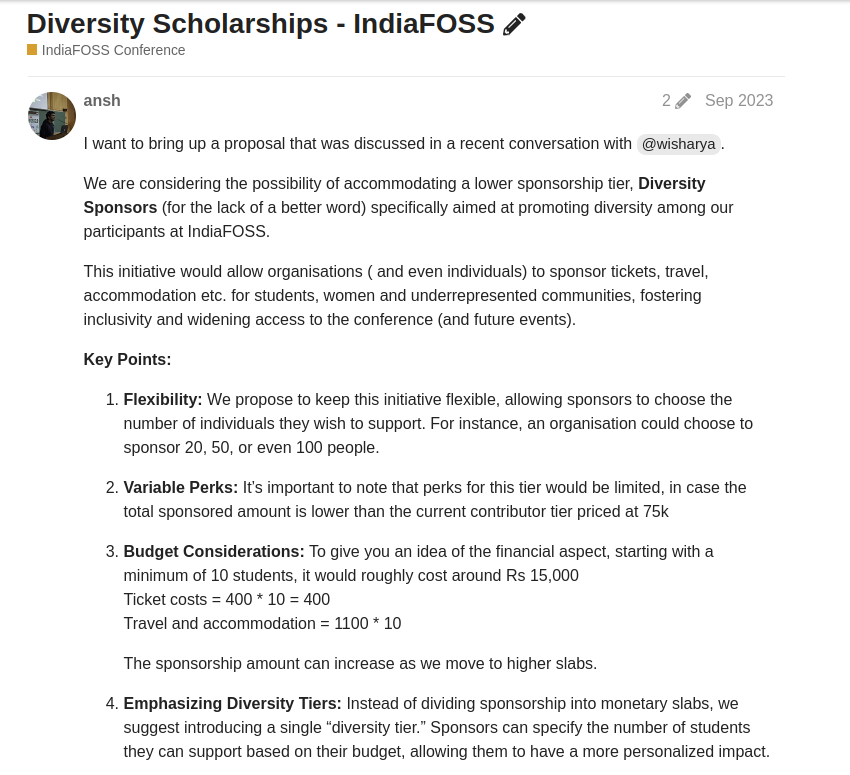 Diversity Scholarships - IndiaFOSS
IndiaFOSS Conference
ansh
2
Sep 2023
I want to bring up a proposal that was discussed in a recent conversation with @wisharya.
We are considering the possibility of accommodating a lower sponsorship tier, Diversity
Sponsors (for the lack of a better word) specifically aimed at promoting diversity among our
participants at IndiaFOSS.
This initiative would allow organisations ( and even individuals) to sponsor tickets, travel,
accommodation etc. for students, women and underrepresented communities, fostering
inclusivity and widening access to the conference (and future events).
Key Points:
1. Flexibility: We propose to keep this initiative flexible, allowing sponsors to choose the
number of individuals they wish to support. For instance, an organisation could choose to
sponsor 20, 50, or even 100 people.
2. Variable Perks: It’s important to note that perks for this tier would be limited, in case the
total sponsored amount is lower than the current contributor tier priced at 75k
3. Budget Considerations: To give you an idea of the financial aspect, starting with a
minimum of 10 students, it would roughly cost around Rs 15,000
Ticket costs = 400 * 10 = 400
Travel and accommodation = 1100 * 10
The sponsorship amount can increase as we move to higher slabs.
4. Emphasizing Diversity Tiers: Instead of dividing sponsorship into monetary slabs, we
suggest introducing a single “diversity tier.” Sponsors can specify the number of students
they can support based on their budget, allowing them to have a more personalized impact.